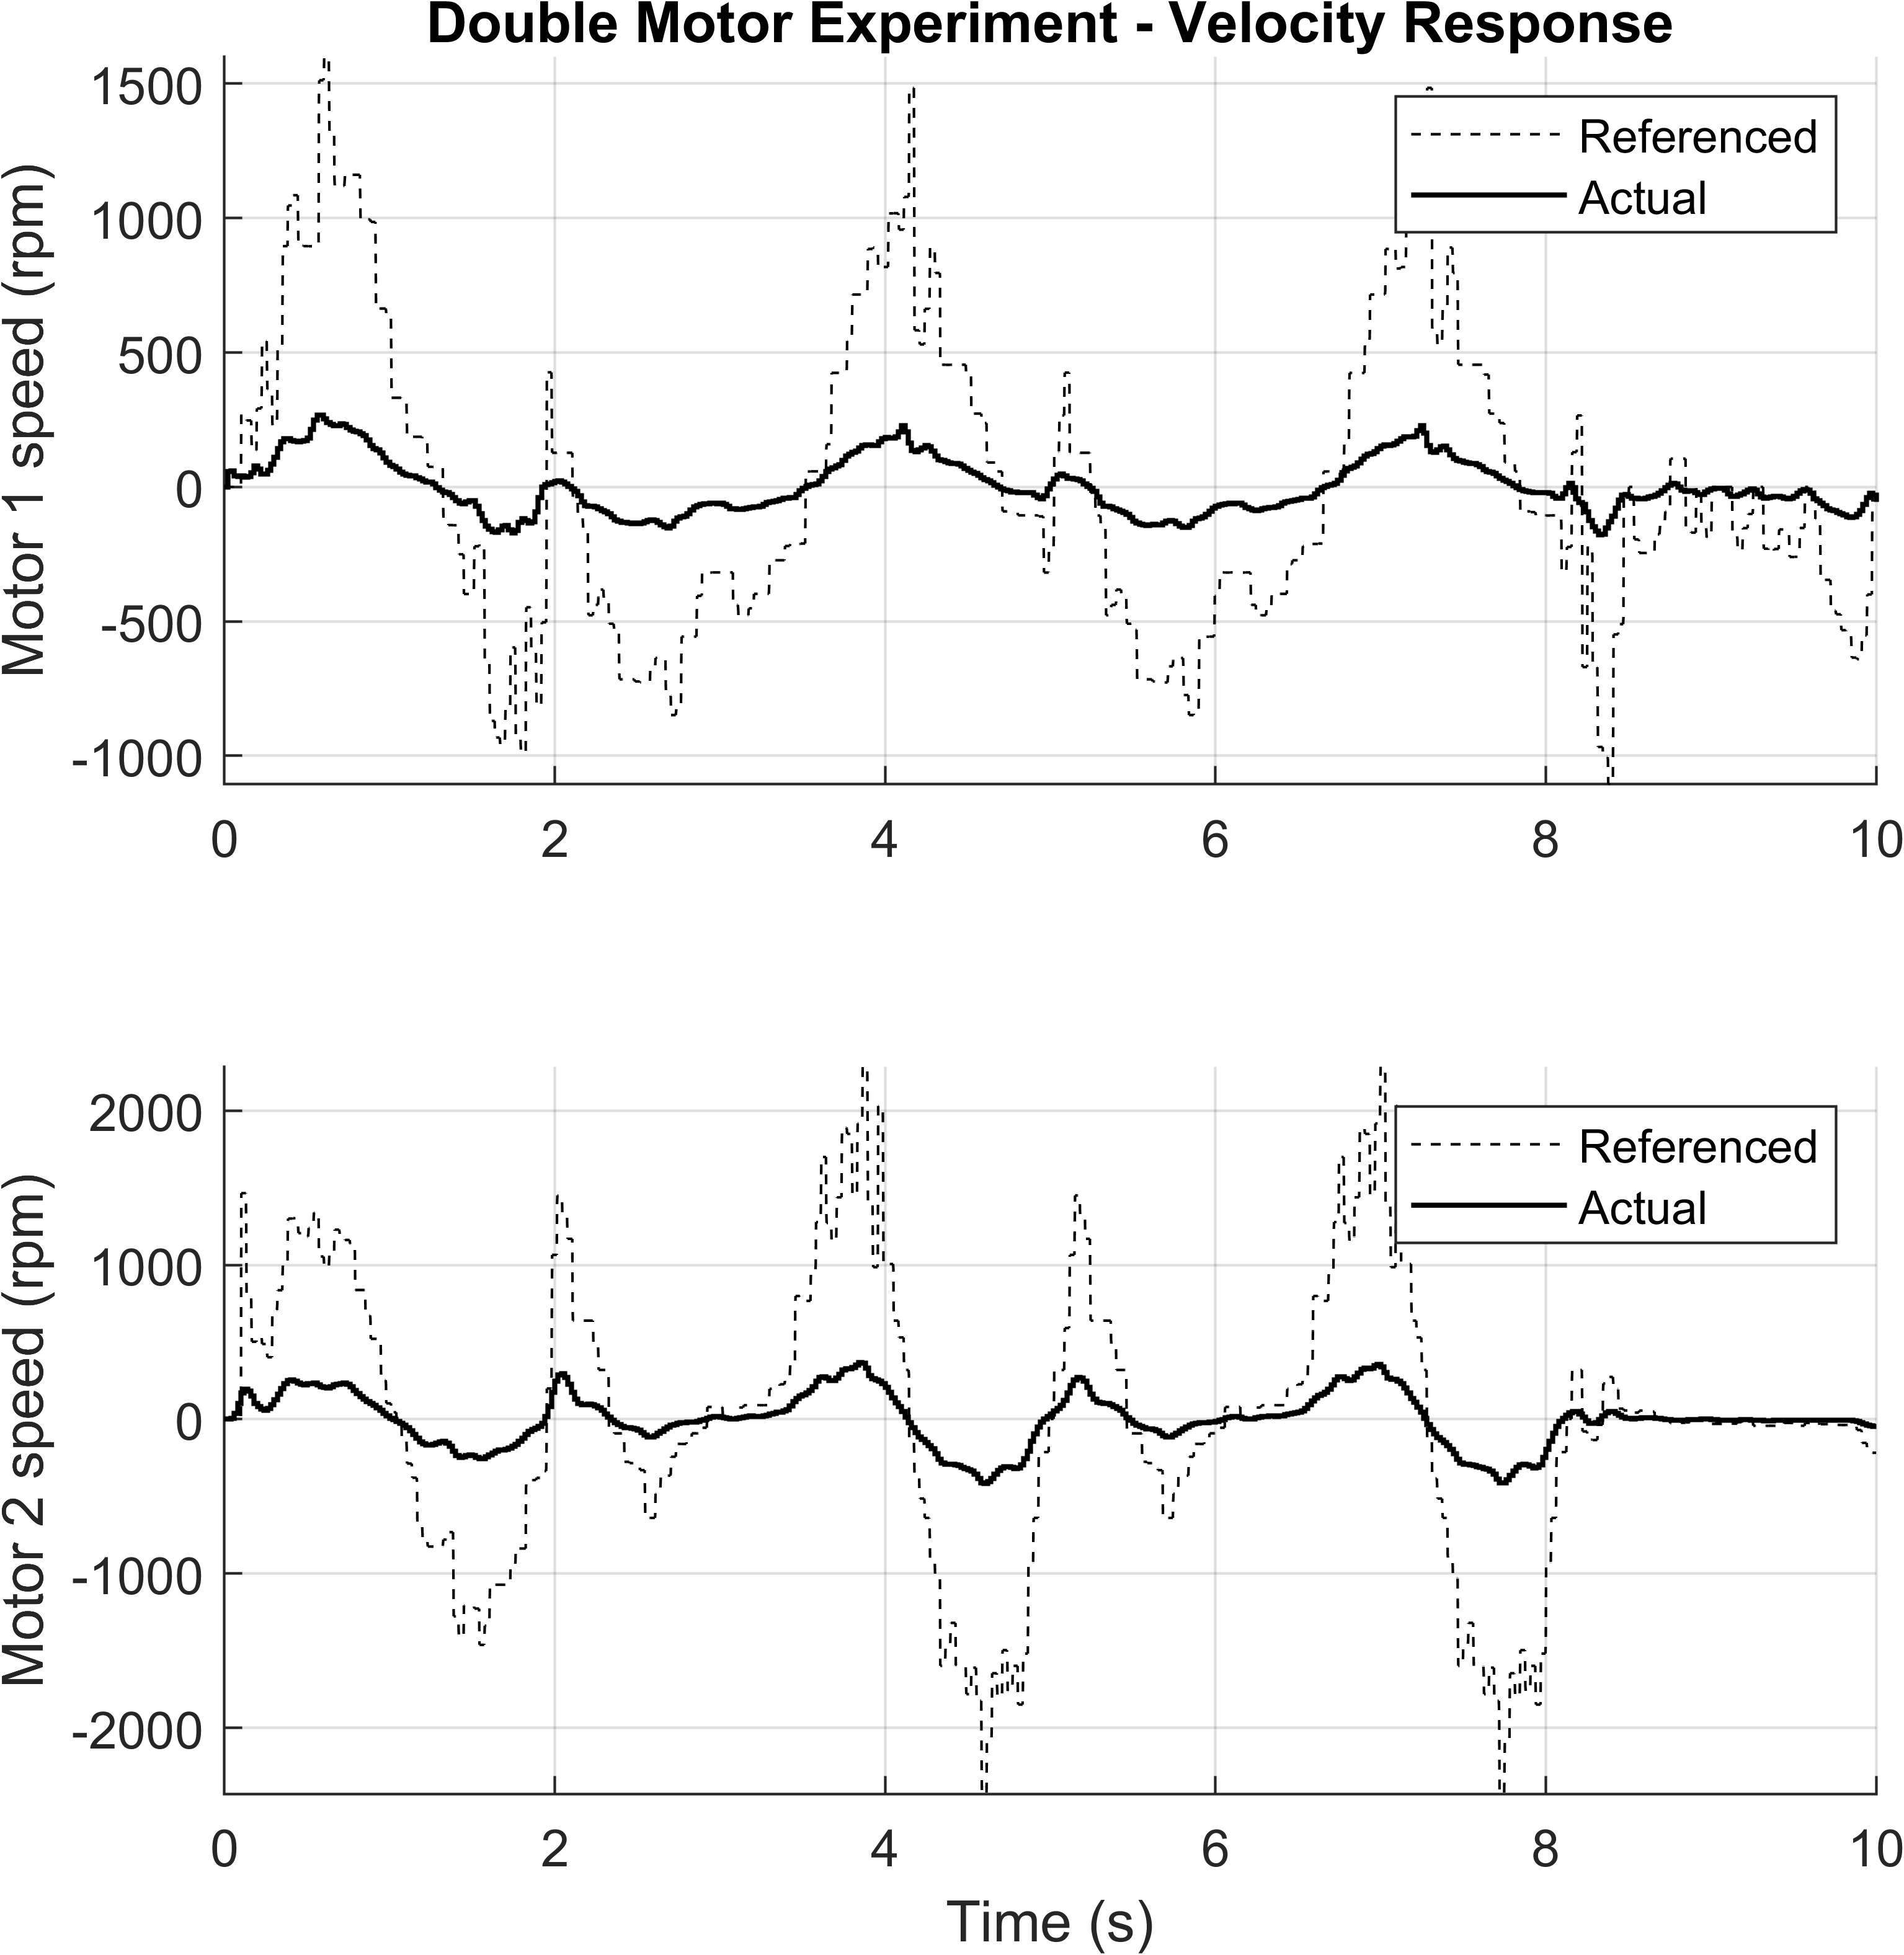 Double Motor Experiment - Velocity Response
Motor 1 speed (rpm)
1500
1000
500
0
-500
-1000
Referenced
Actual
0 2 4 6 8 10
Motor 2 speed (rpm)
2000
1000
0
-1000
-2000
Referenced
Actual
0 2 4 6 8 10
Time (s)